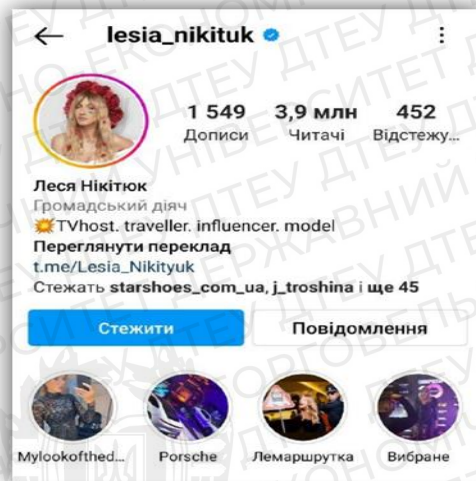 lesia_nikituk
1 549 3,9 млн 452
Дописи Читачі Відстежу...
Леся Нікітюк
Громадський діяч
💥TVhost. traveller. influencer. model
Переглянути переклад
t.me/Lesia_Nikityuk
Стежать starshoes_com_ua, j_troshina і ще 45
Стежити Повідомлення
Mylookofthed... Porsche Лемаршрутка Вибране